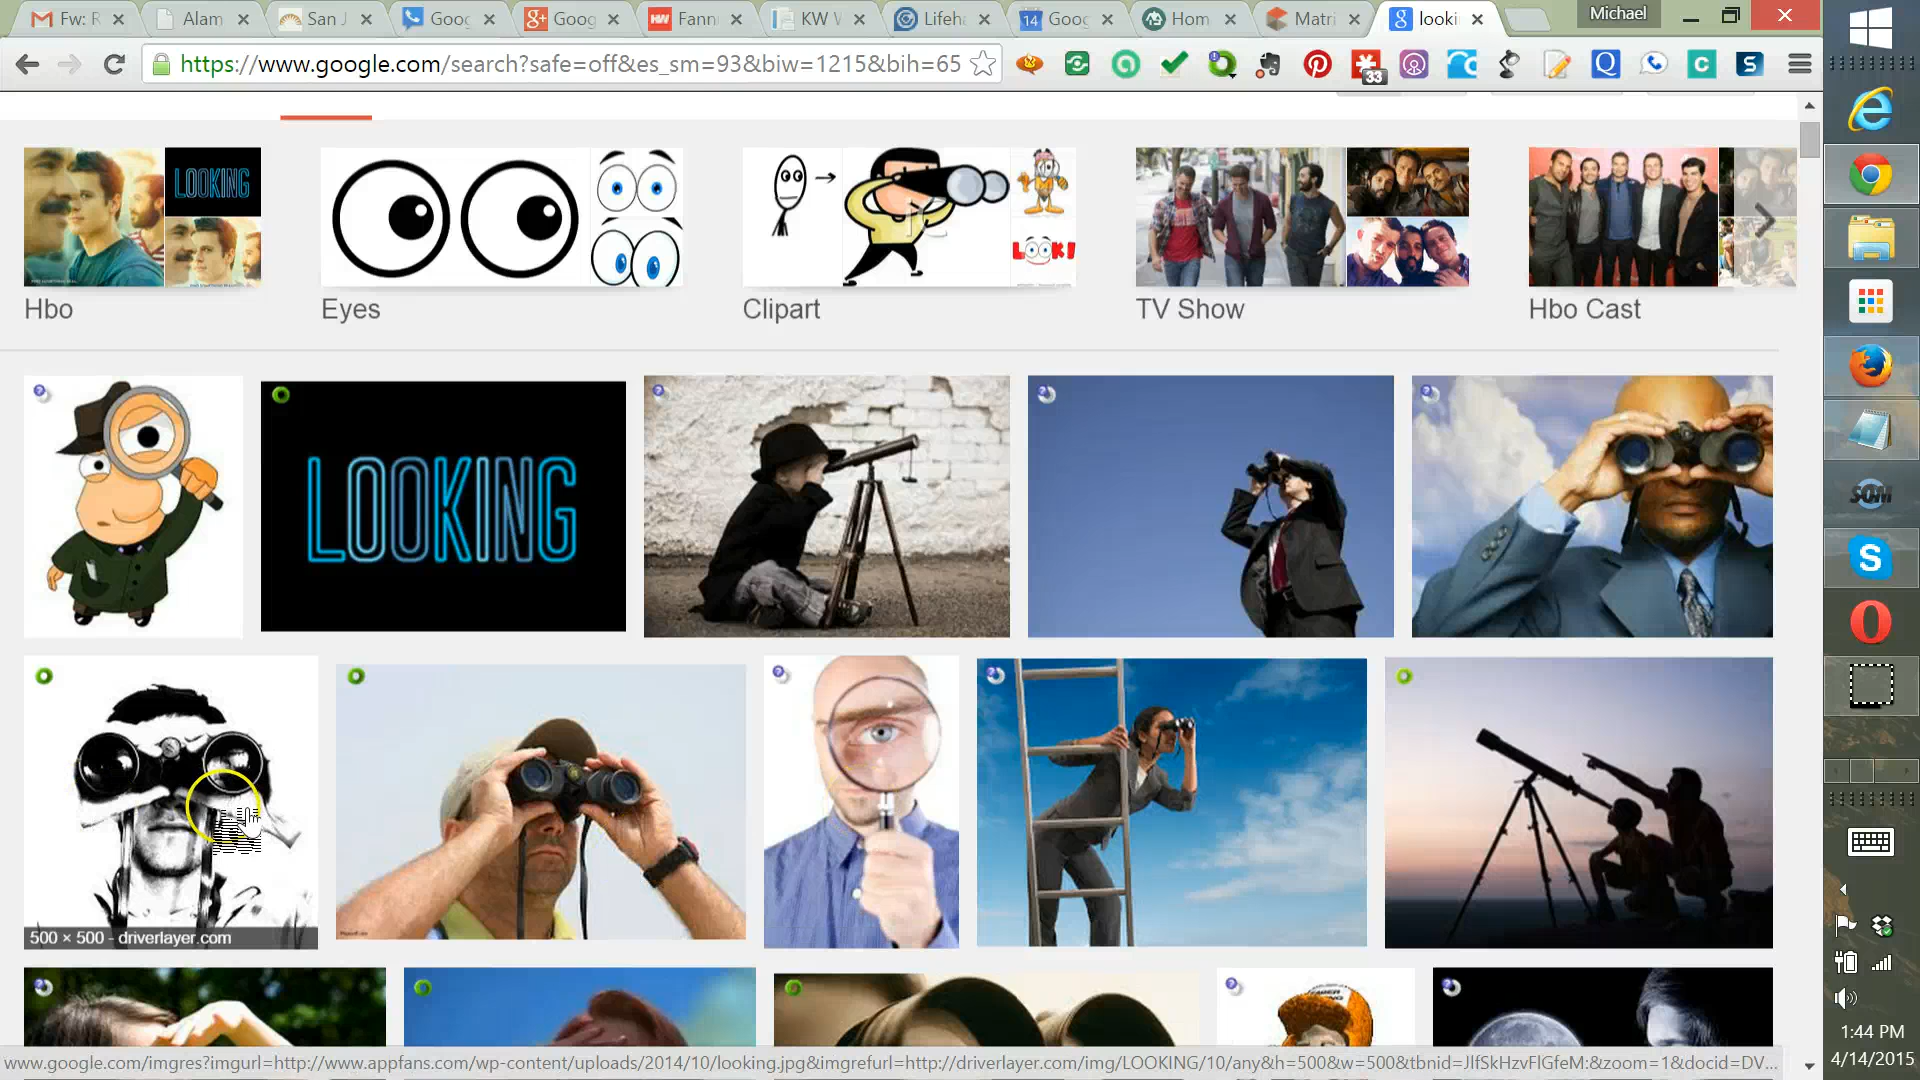 Fw: R
Alam
San J
Goog
Goog
Fann
KW V
Lifeh
14
Goog
Hom
Matri
looki
Michael
https://www.google.com/search?safe=off&es_sm=93&biw=1215&bih=65
33
LOOKING
Hbo
Eyes
Clipart
TV Show
Hbo Cast
LOOKING
500 × 500 - driverlayer.com
www.google.com/imgres?imgurl=http://www.appfans.com/wp-content/uploads/2014/10/looking.jpg&imgrefurl=http://driverlayer.com/img/LOOKING/10/any&h=500&w=500&tbnid=JlfSkHzvFlGfeM:&zoom=1&docid=DV...
1:44 PM
4/14/2015